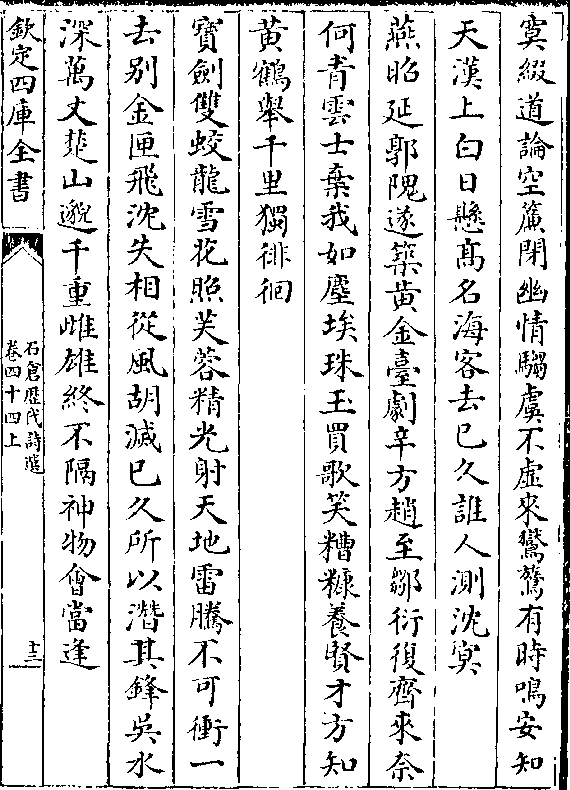 寞綴道論空簾閉幽情騶虞不虛來鸑鷟有時鳴安知
天漢上白日懸髙名海客去已久誰人測沈㝠
燕昭延郭隗遂築黄金臺劇辛方趙至鄒衍復齊來奈
何青雲士棄我如塵埃珠玉買歌笑糟糠養賢才方知
黄鶴舉千里獨徘徊
寳劍雙蛟龍雪花照芙蓉精光射天地雷騰不可衝一
去别金匣飛沈失相從風胡滅已久所以潛其鋒吳水
深萬丈楚山邈千重雌雄終不隔神物會當逢
欽定四庫全書
石倉歴代詩選
卷四十四上
十三